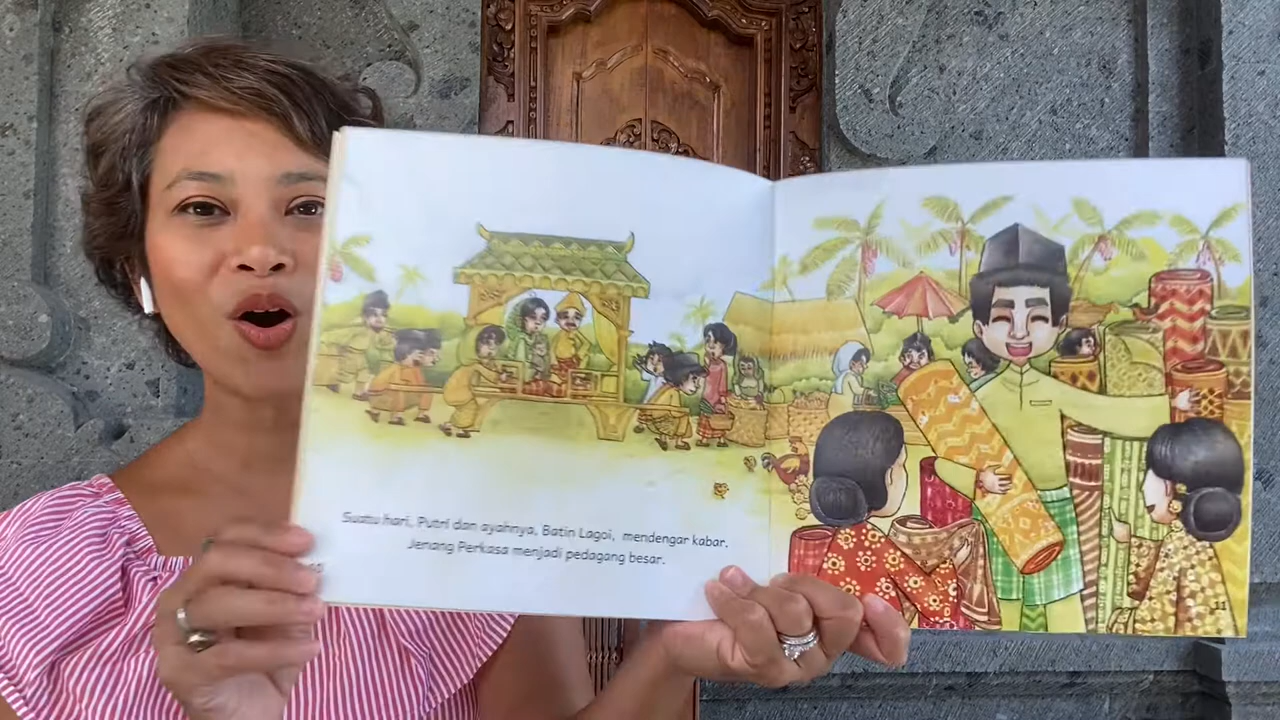 Suatu hari, Putri dan ayahnya, Batin Lagoi, mendengar kabar.
Jenang Perkasa menjadi pedagang besar.
11